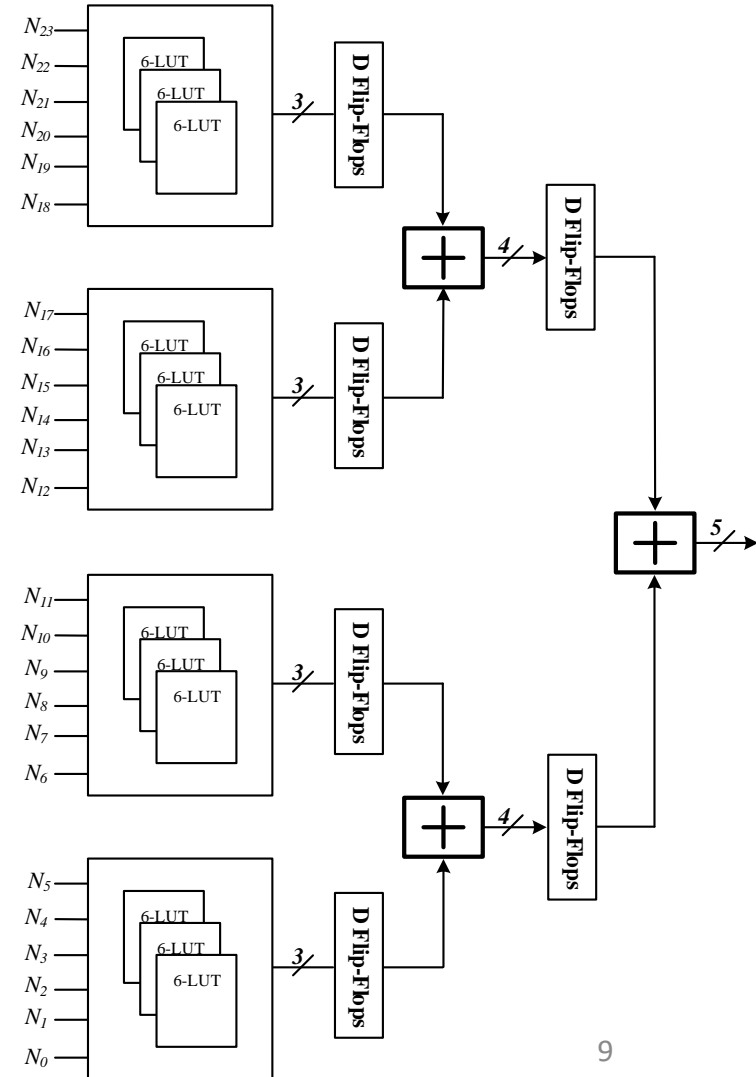 N23
N22
N21
N20
N19
N18
6-LUT
6-LUT
6-LUT
3
D Flip-Flops
4
D Flip-Flops
N17
N16
N15
N14
N13
N12
6-LUT
6-LUT
6-LUT
3
D Flip-Flops
5
N11
N10
N9
N8
N7
N6
6-LUT
6-LUT
6-LUT
3
D Flip-Flops
4
D Flip-Flops
N5
N4
N3
N2
N1
N0
6-LUT
6-LUT
6-LUT
3
D Flip-Flops
9